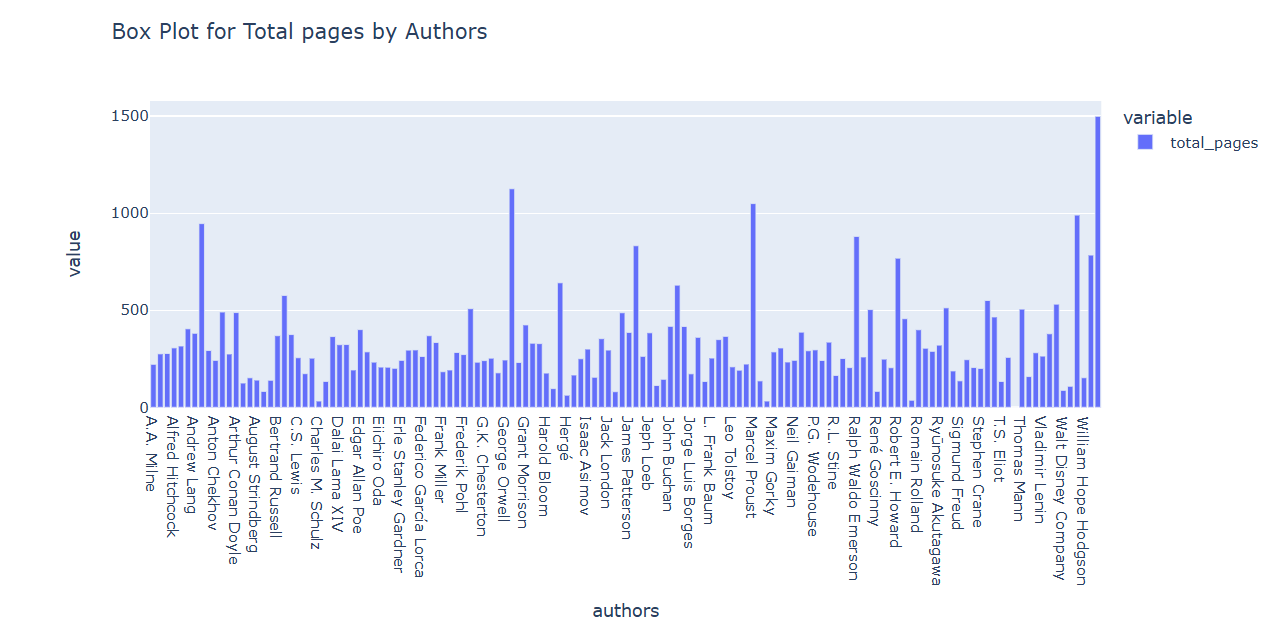 Box Plot for Total pages by Authors
variable
total_pages
value
1500
1000
500
0
A.A. Milne
Alfred Hitchcock
Andrew Lang
Anton Chekhov
Arthur Conan Doyle
August Strindberg
Bertrand Russell
C.S. Lewis
Charles M. Schulz
Dalai Lama XIV
Edgar Allan Poe
Eiichiro Oda
Erle Stanley Gardner
Federico García Lorca
Frank Miller
Frederik Pohl
G.K. Chesterton
George Orwell
Grant Morrison
Harold Bloom
Hergé
Isaac Asimov
Jack London
James Patterson
Jeph Loeb
John Buchan
Jorge Luis Borges
L. Frank Baum
Leo Tolstoy
Marcel Proust
Maxim Gorky
Neil Gaiman
P.G. Wodehouse
R.L. Stine
Ralph Waldo Emerson
René Goscinny
Robert E. Howard
Romain Rolland
Ryūnosuke Akutagawa
Sigmund Freud
Stephen Crane
T.S. Eliot
Thomas Mann
Vladimir Lenin
Walt Disney Company
William Hope Hodgson
authors